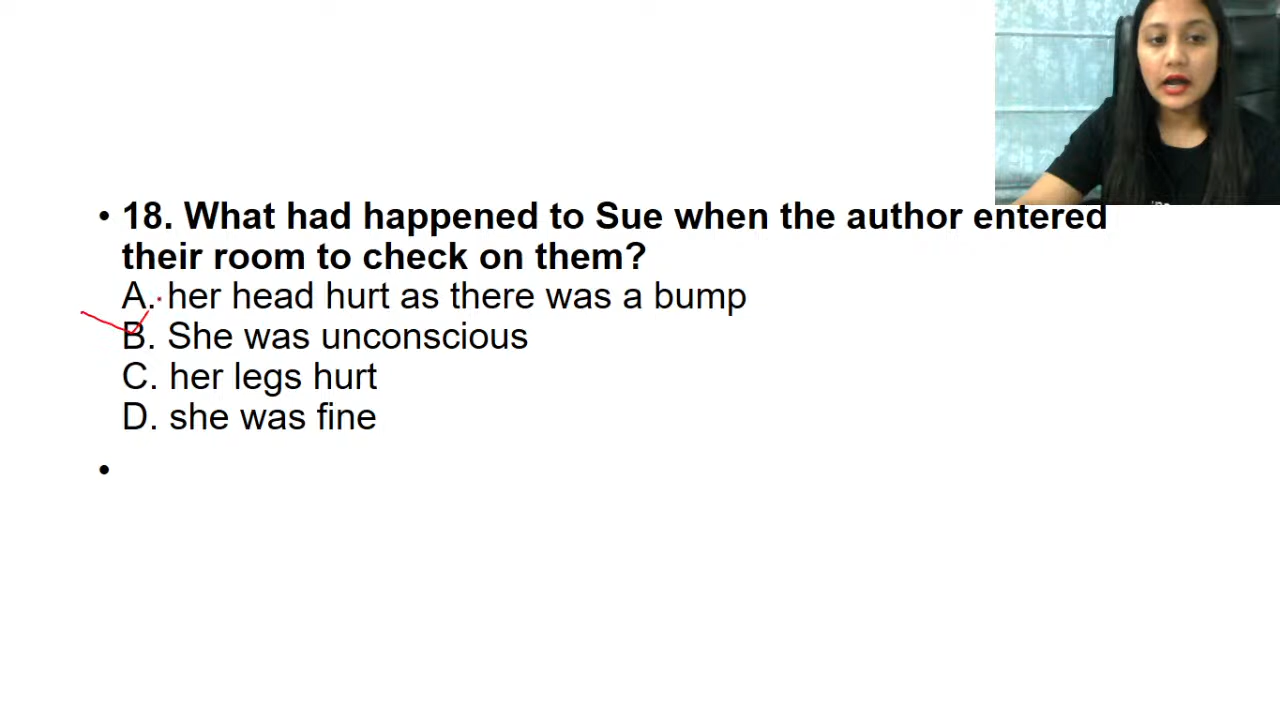 • 18. What had happened to Sue when the author entered
their room to check on them?
A. her head hurt as there was a bump
B. She was unconscious
C. her legs hurt
D. she was fine
•